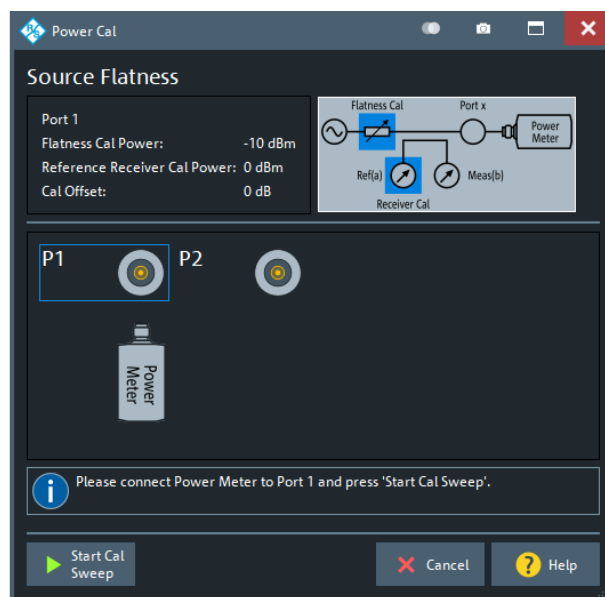 Power Cal
Source Flatness
Port 1
Flatness Cal Power: -10 dBm
Reference Receiver Cal Power: 0 dBm
Cal Offset: 0 dB
Flatness Cal
Port x
Power
Meter
Ref(a)
Meas(b)
Receiver Cal
P1
P2
Power
Meter
i
Please connect Power Meter to Port 1 and press 'Start Cal Sweep'.
Start Cal
Sweep
Cancel
? Help